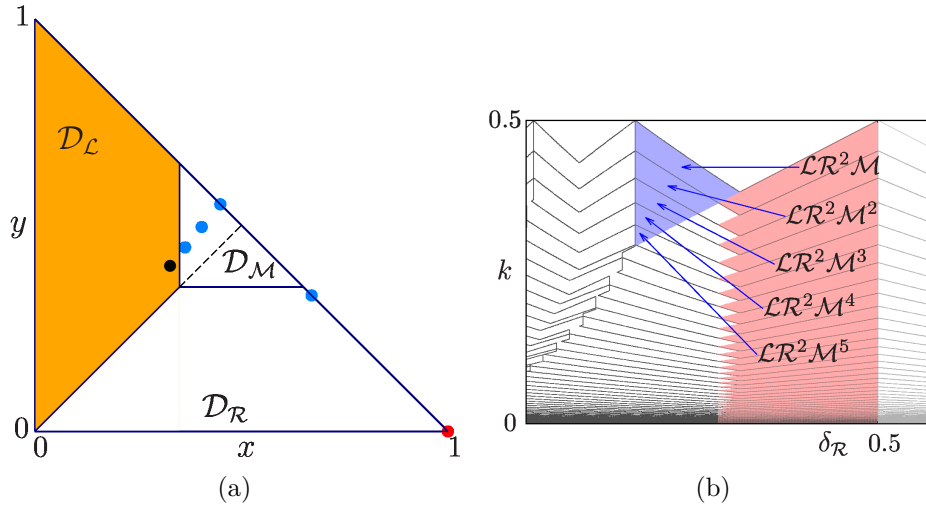 1
𝒟_ℒ
y
𝒟_ℳ
𝒟_ℛ
0
0
x
1
(a)
0.5
ℒℛ²ℳ
ℒℛ²ℳ²
k
ℒℛ²ℳ³
ℒℛ²ℳ⁴
ℒℛ²ℳ⁵
0
δ_ℛ
0.5
(b)